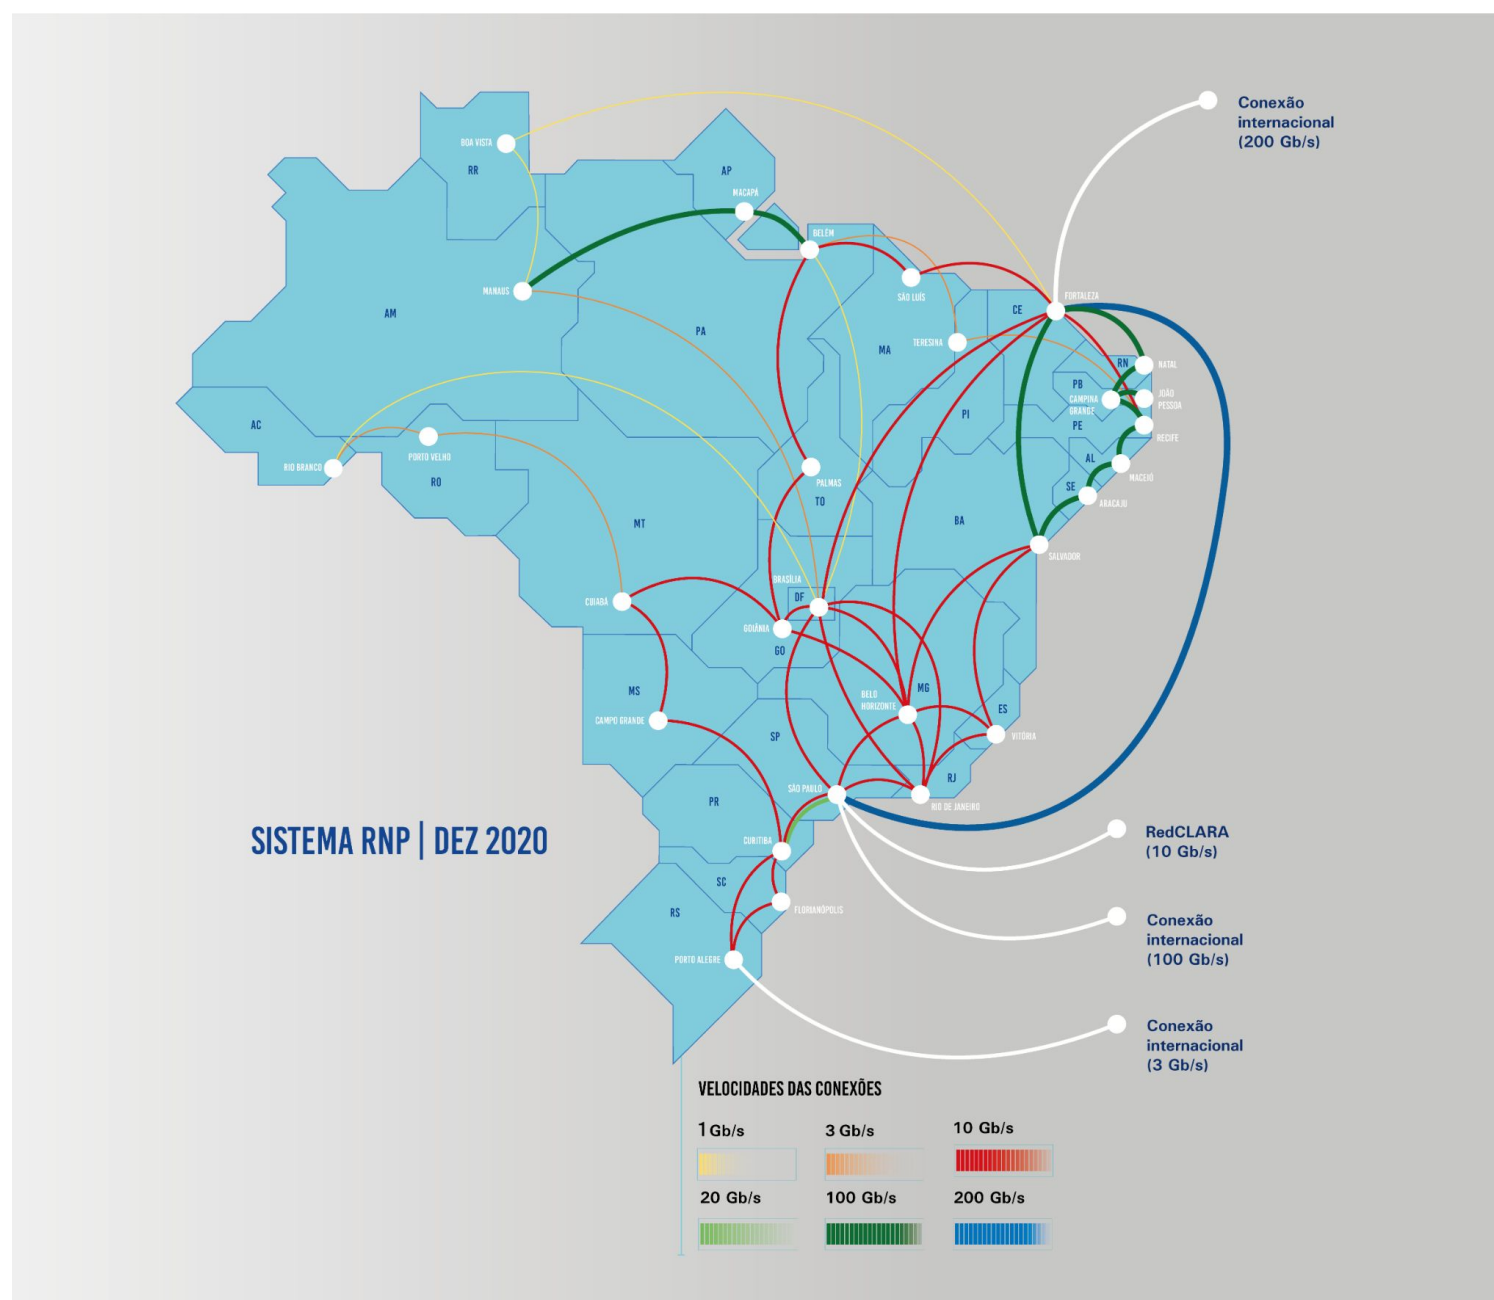 Conexão
internacional
(200 Gb/s)
BOA VISTA
RR
AP
MACAPÁ
BELÉM
MANAUS
AM
SÃO LUÍS
FORTALEZA
CE
PA
TERESINA
MA
RN
NATAL
PB
CAMPINA
GRANDE
JOÃO
PESSOA
PI
PE
RECIFE
AC
RIO BRANCO
PORTO VELHO
RO
AL
MACEIÓ
PALMAS
SE
ARACAJU
TO
MT
BA
SALVADOR
BRASÍLIA
DF
CUIABÁ
GOIÂNIA
GO
MS
MG
BELO
HORIZONTE
ES
CAMPO GRANDE
VITÓRIA
SP
RJ
SÃO PAULO
RIO DE JANEIRO
PR
SISTEMA RNP | DEZ 2020
CURITIBA
RedCLARA
(10 Gb/s)
SC
RS
FLORIANÓPOLIS
Conexão
internacional
(100 Gb/s)
PORTO ALEGRE
Conexão
internacional
(3 Gb/s)
VELOCIDADES DAS CONEXÕES
1 Gb/s
3 Gb/s
10 Gb/s
20 Gb/s
100 Gb/s
200 Gb/s